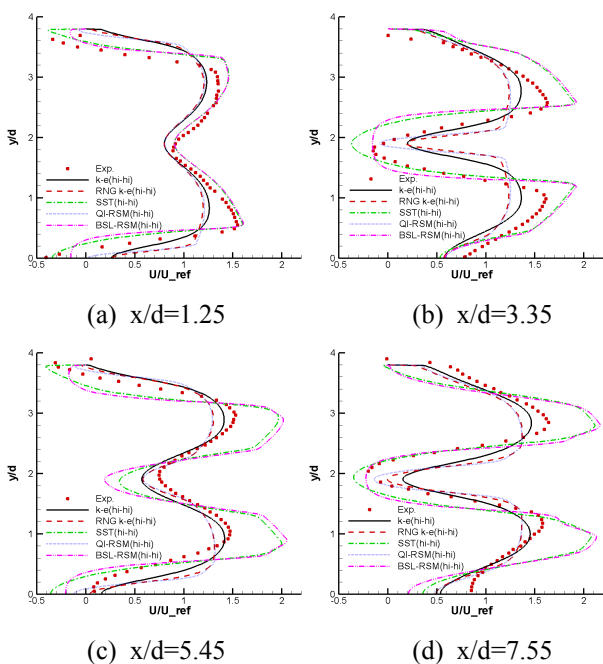 y/d
4
3
2
1
0
Exp.
k-e(hi-hi)
RNG k-e(hi-hi)
SST(hi-hi)
QI-RSM(hi-hi)
BSL-RSM(hi-hi)
-0.5 0 0.5 1 1.5 2
U/U_ref
(a) x/d=1.25
y/d
4
3
2
1
0
Exp.
k-e(hi-hi)
RNG k-e(hi-hi)
SST(hi-hi)
QI-RSM(hi-hi)
BSL-RSM(hi-hi)
-0.5 0 0.5 1 1.5 2
U/U_ref
(b) x/d=3.35
y/d
4
3
2
1
0
Exp.
k-e(hi-hi)
RNG k-e(hi-hi)
SST(hi-hi)
QI-RSM(hi-hi)
BSL-RSM(hi-hi)
-0.5 0 0.5 1 1.5 2
U/U_ref
(c) x/d=5.45
y/d
4
3
2
1
0
Exp.
k-e(hi-hi)
RNG k-e(hi-hi)
SST(hi-hi)
QI-RSM(hi-hi)
BSL-RSM(hi-hi)
-0.5 0 0.5 1 1.5 2
U/U_ref
(d) x/d=7.55